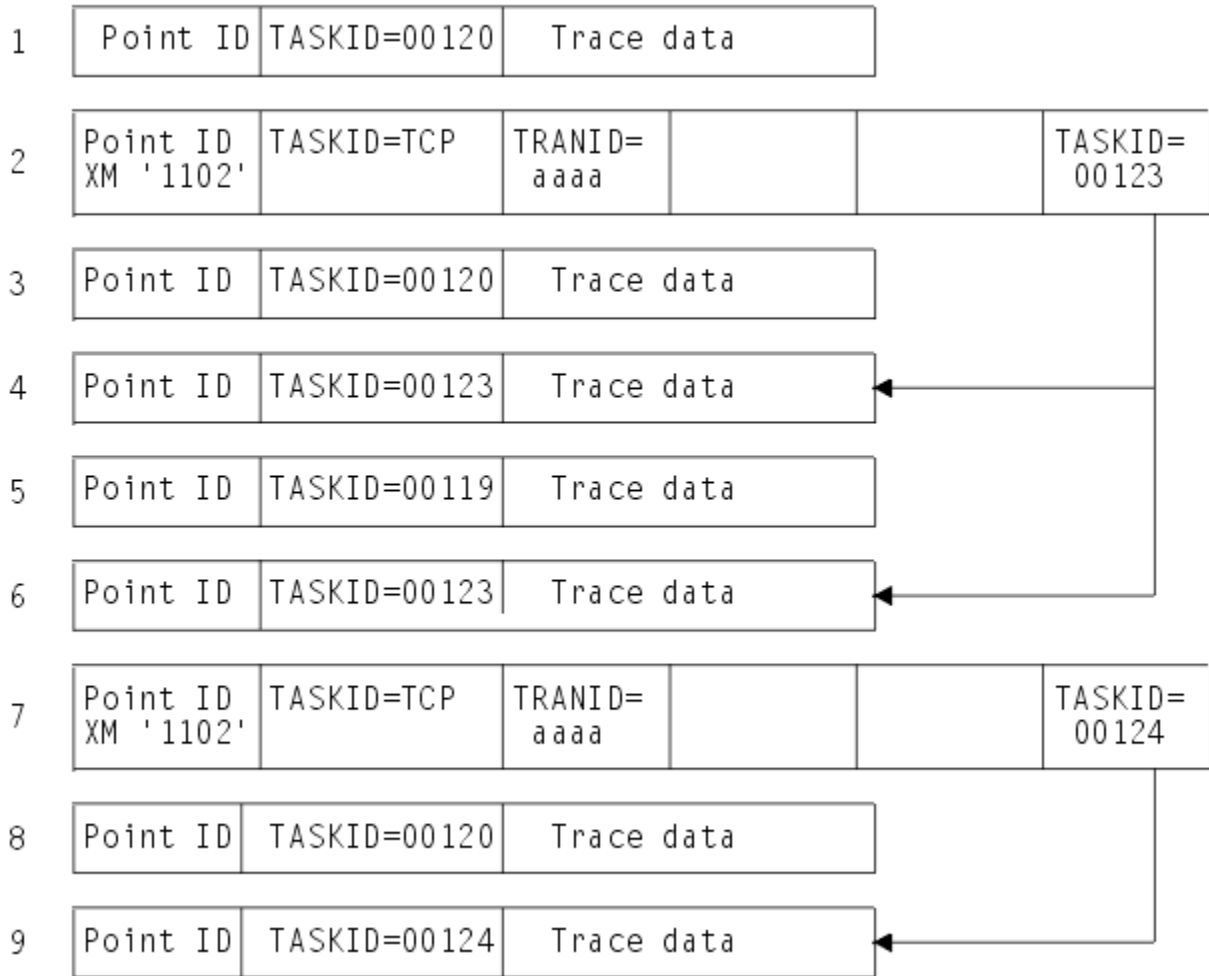 1 Point ID TASKID=00120 Trace data
2 Point ID XM '1102' TASKID=TCP TRANID= aaaa TASKID= 00123
3 Point ID TASKID=00120 Trace data
4 Point ID TASKID=00123 Trace data
5 Point ID TASKID=00119 Trace data
6 Point ID TASKID=00123 Trace data
7 Point ID XM '1102' TASKID=TCP TRANID= aaaa TASKID= 00124
8 Point ID TASKID=00120 Trace data
9 Point ID TASKID=00124 Trace data